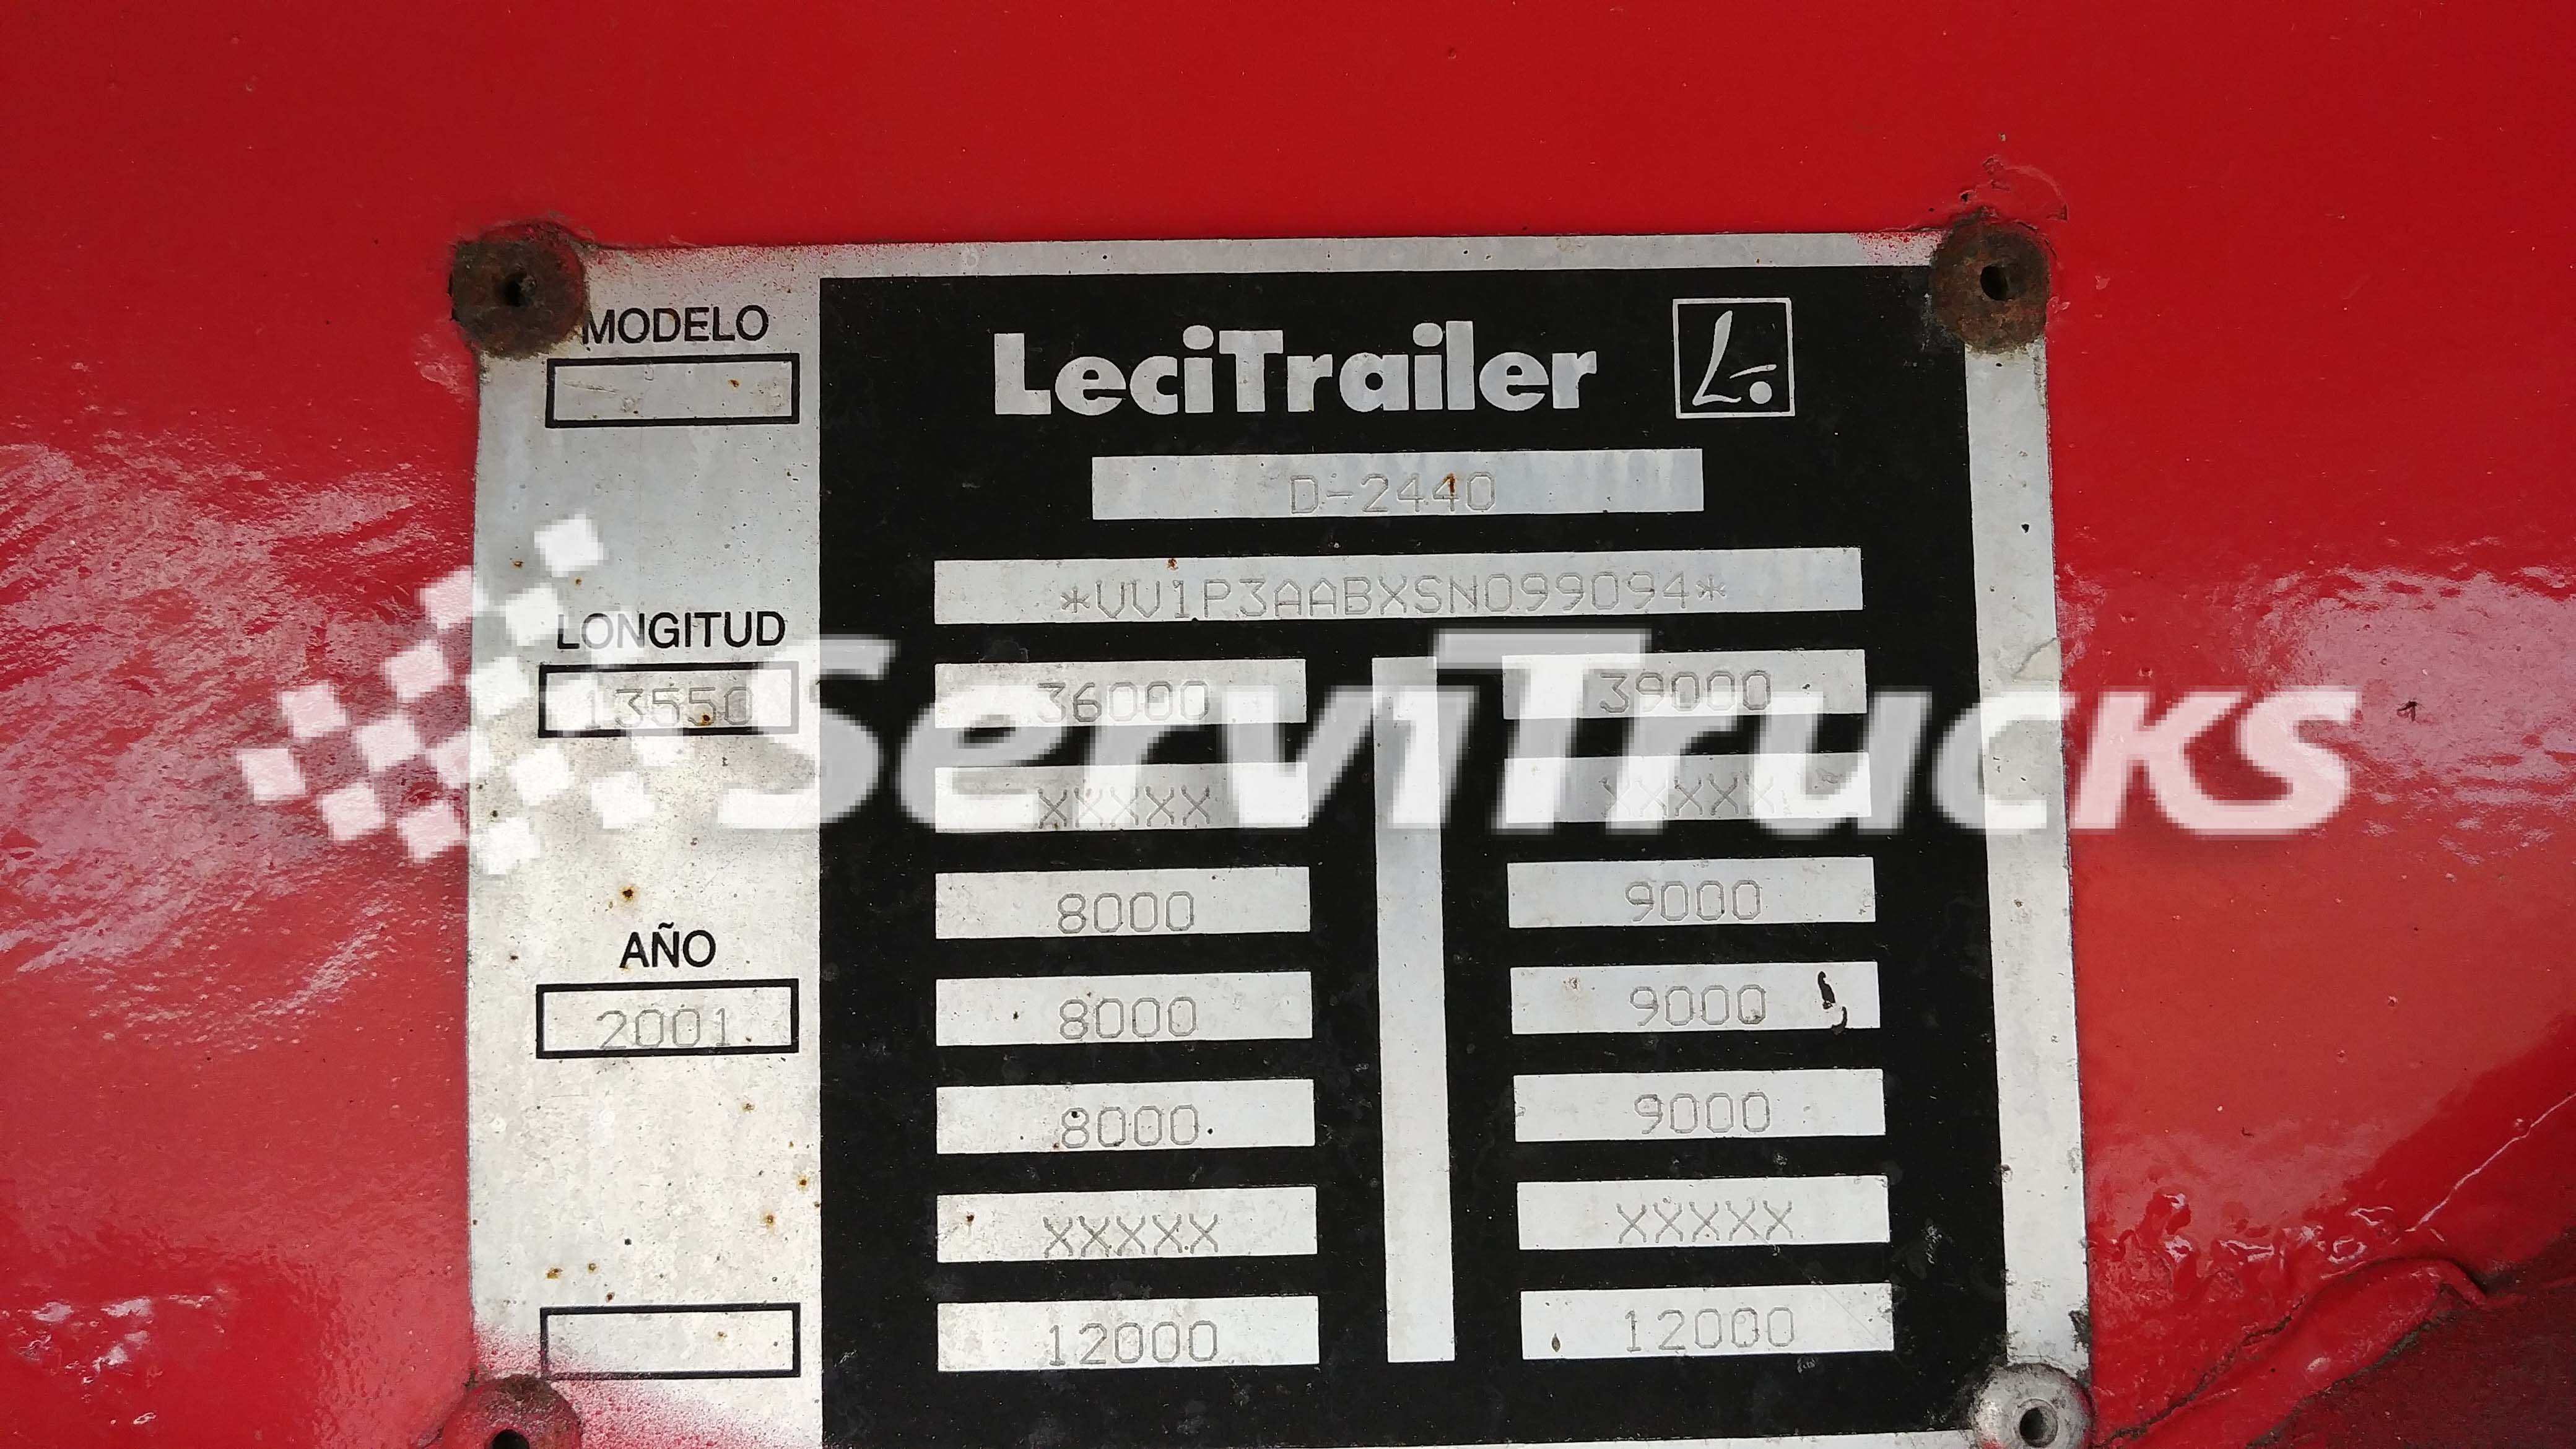 MODELO
LeciTrailer
D-2440
*VV1P3AABXSN099094*
LONGITUD
13550
36000 39000
ServiTrucks
XXXXX XXXXX
8000 9000
AÑO
2001
8000 9000
8000 9000
XXXXX XXXXX
12000 12000